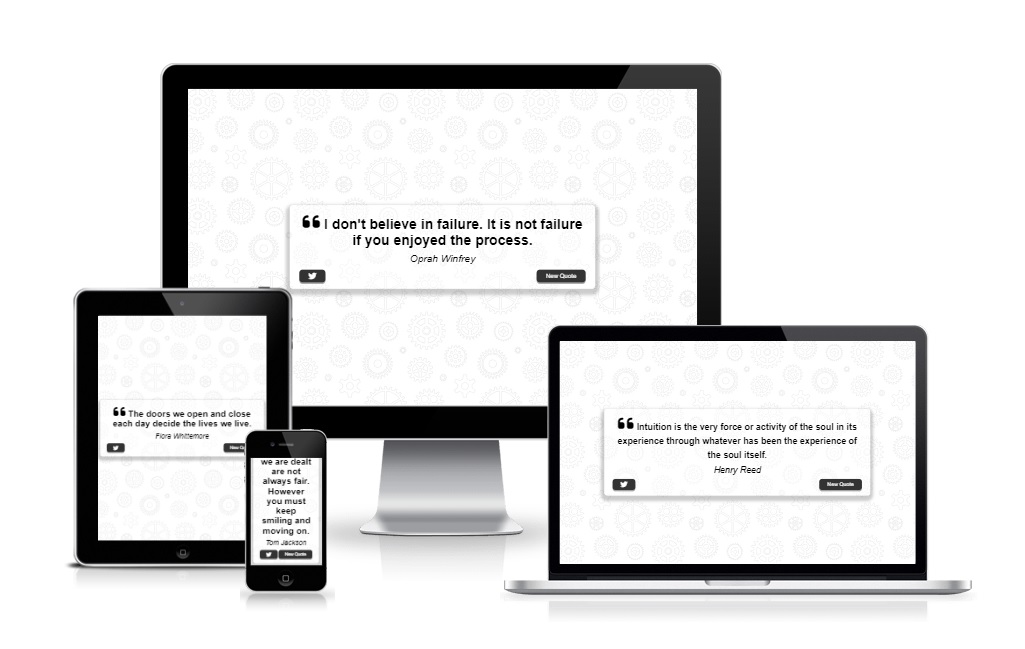 ❝ I don't believe in failure. It is not failure
if you enjoyed the process.
Oprah Winfrey
New Quote
❝ The doors we open and close
each day decide the lives we live.
Flora Whittemore
New
we are dealt
are not
always fair.
However
you must
keep
smiling and
moving on.
Tom Jackson
New Quote
❝ Intuition is the very force or activity of the soul in its
experience through whatever has been the experience of
the soul itself.
Henry Reed
New Quote